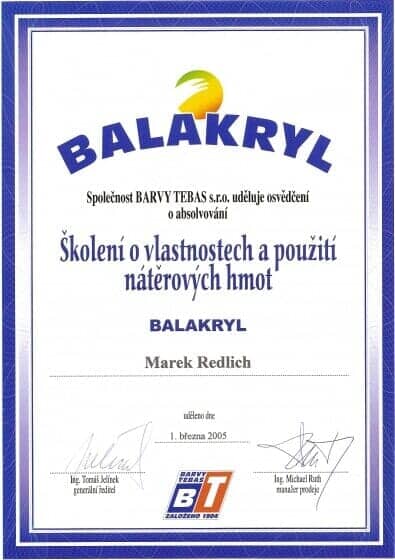 BALAKRYL
Společnost BARVY TEBAS s.r.o. uděluje osvědčení
o absolvování
Školení o vlastnostech a použití
nátěrových hmot
BALAKRYL
Marek Redlich
uděleno dne
1. března 2005
Ing. Tomáš Jelínek
generální ředitel
Ing. Michael Ruth
manažer prodeje
BARVY
TEBAS
BT
ZALOŽENO 1904